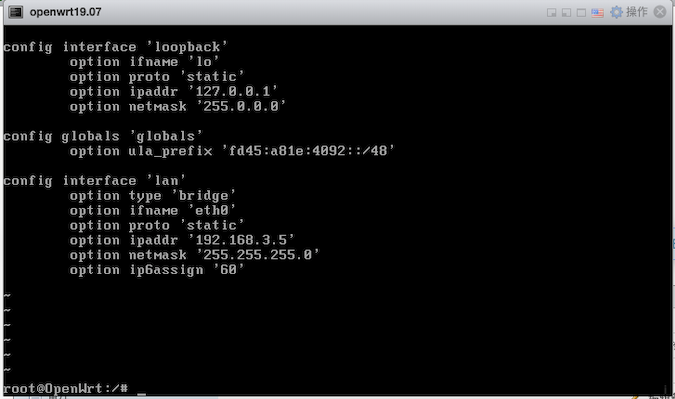 openwrt19.07
操作
config interface 'loopback'
option ifname 'lo'
option proto 'static'
option ipaddr '127.0.0.1'
option netmask '255.0.0.0'
config globals 'globals'
option ula_prefix 'fd45:a81e:4092::/48'
config interface 'lan'
option type 'bridge'
option ifname 'eth0'
option proto 'static'
option ipaddr '192.168.3.5'
option netmask '255.255.255.0'
option ip6assign '60'
~
~
~
~
~
~
root@OpenWrt:/# _